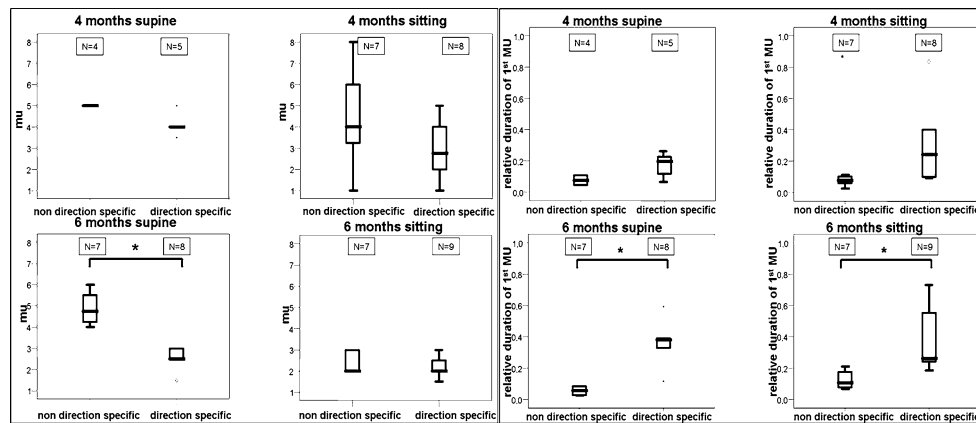 4 months supine
N=4 N=5
mu
8
7
6
5
4
3
2
1
non direction specific direction specific
4 months sitting
N=7 N=8
8
7
6
5
4
3
2
1
non direction specific direction specific
4 months supine
N=4 N=5
relative duration of 1st MU
1.0
0.8
0.6
0.4
0.2
0.0
non direction specific direction specific
4 months sitting
N=7 N=8
relative duration of 1st MU
1.0
0.8
0.6
0.4
0.2
0.0
non direction specific direction specific
6 months supine
N=7 * N=8
mu
8
7
6
5
4
3
2
1
non direction specific direction specific
6 months sitting
N=7 N=9
mu
8
7
6
5
4
3
2
1
non direction specific direction specific
6 months supine
N=7 * N=8
relative duration of 1st MU
1.0
0.8
0.6
0.4
0.2
0.0
non direction specific direction specific
6 months sitting
N=7 * N=9
relative duration of 1st MU
1.0
0.8
0.6
0.4
0.2
0.0
non direction specific direction specific